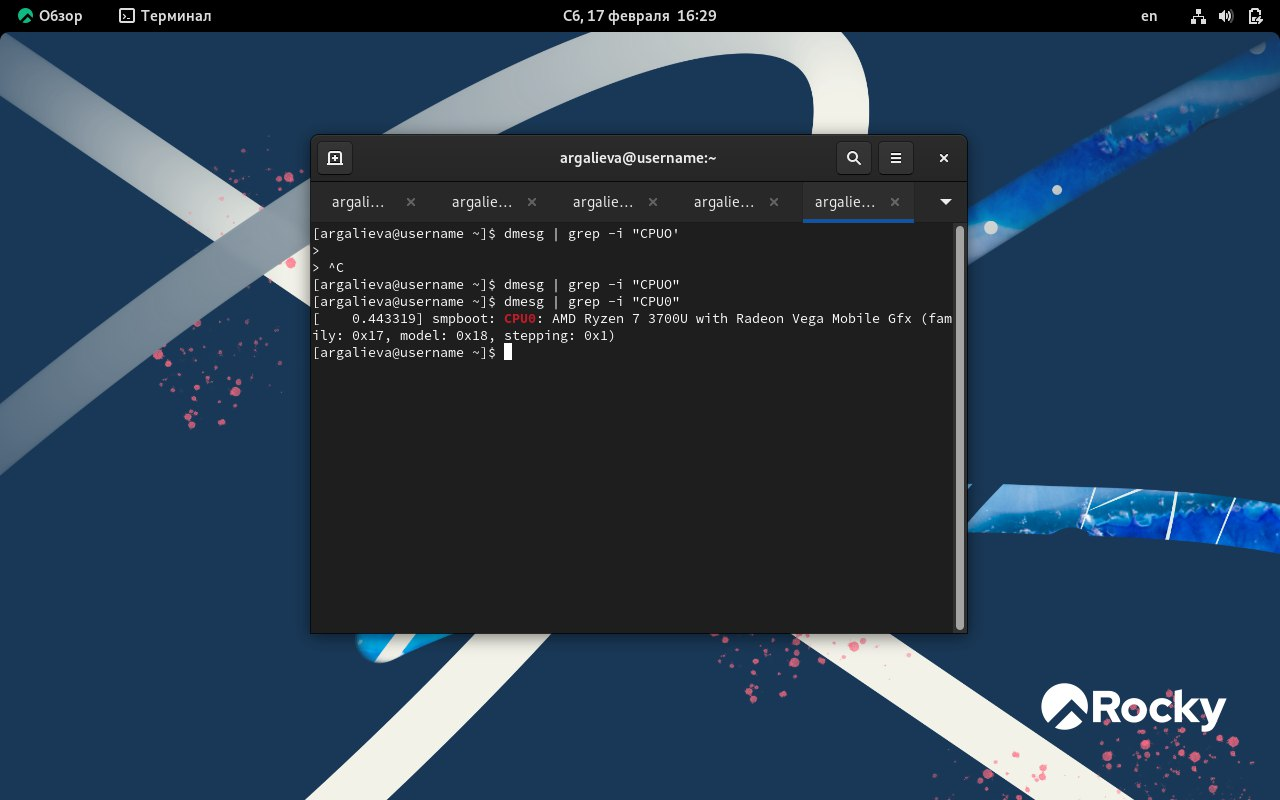 Обзор Терминал Сб, 17 февраля 16:29 en
argalieva@username:~
argali… argalie… argalie… argalie… argalie…
[argalieva@username ~]$ dmesg | grep -i "CPUO'
>
> ^C
[argalieva@username ~]$ dmesg | grep -i "CPUO"
[argalieva@username ~]$ dmesg | grep -i "CPU0"
[    0.443319] smpboot: CPU0: AMD Ryzen 7 3700U with Radeon Vega Mobile Gfx (fam
ily: 0x17, model: 0x18, stepping: 0x1)
[argalieva@username ~]$
Rocky